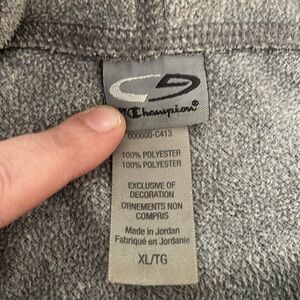 Champion®
000000-C413
100% POLYESTER
100% POLYESTER
EXCLUSIVE OF
DECORATION
ORNEMENTS NON
COMPRIS
Made in Jordan
Fabriqué en Jordanie
XL/TG